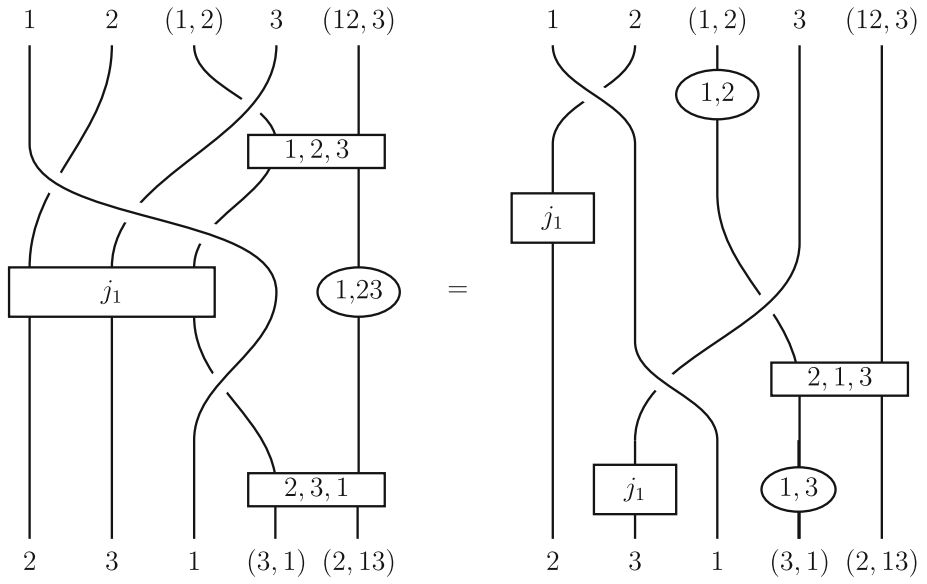 1 2 (1, 2) 3 (12, 3) 1 2 (1, 2) 3 (12, 3)
1,2
1, 2, 3
j₁
j₁ 1,23 =
2, 1, 3
2, 3, 1 j₁ 1, 3
2 3 1 (3, 1) (2, 13) 2 3 1 (3, 1) (2, 13)